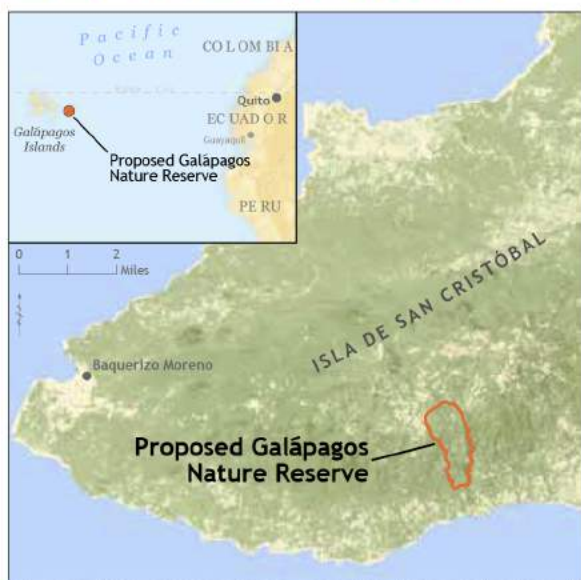 Pacific
Ocean
COLOMBIA
Quito
ECUADOR
Galápagos
Islands
Guayaquil
Proposed Galápagos
Nature Reserve
PERU
0 1 2
Miles
ISLA DE SAN CRISTÓBAL
Baquerizo Moreno
Proposed Galápagos
Nature Reserve